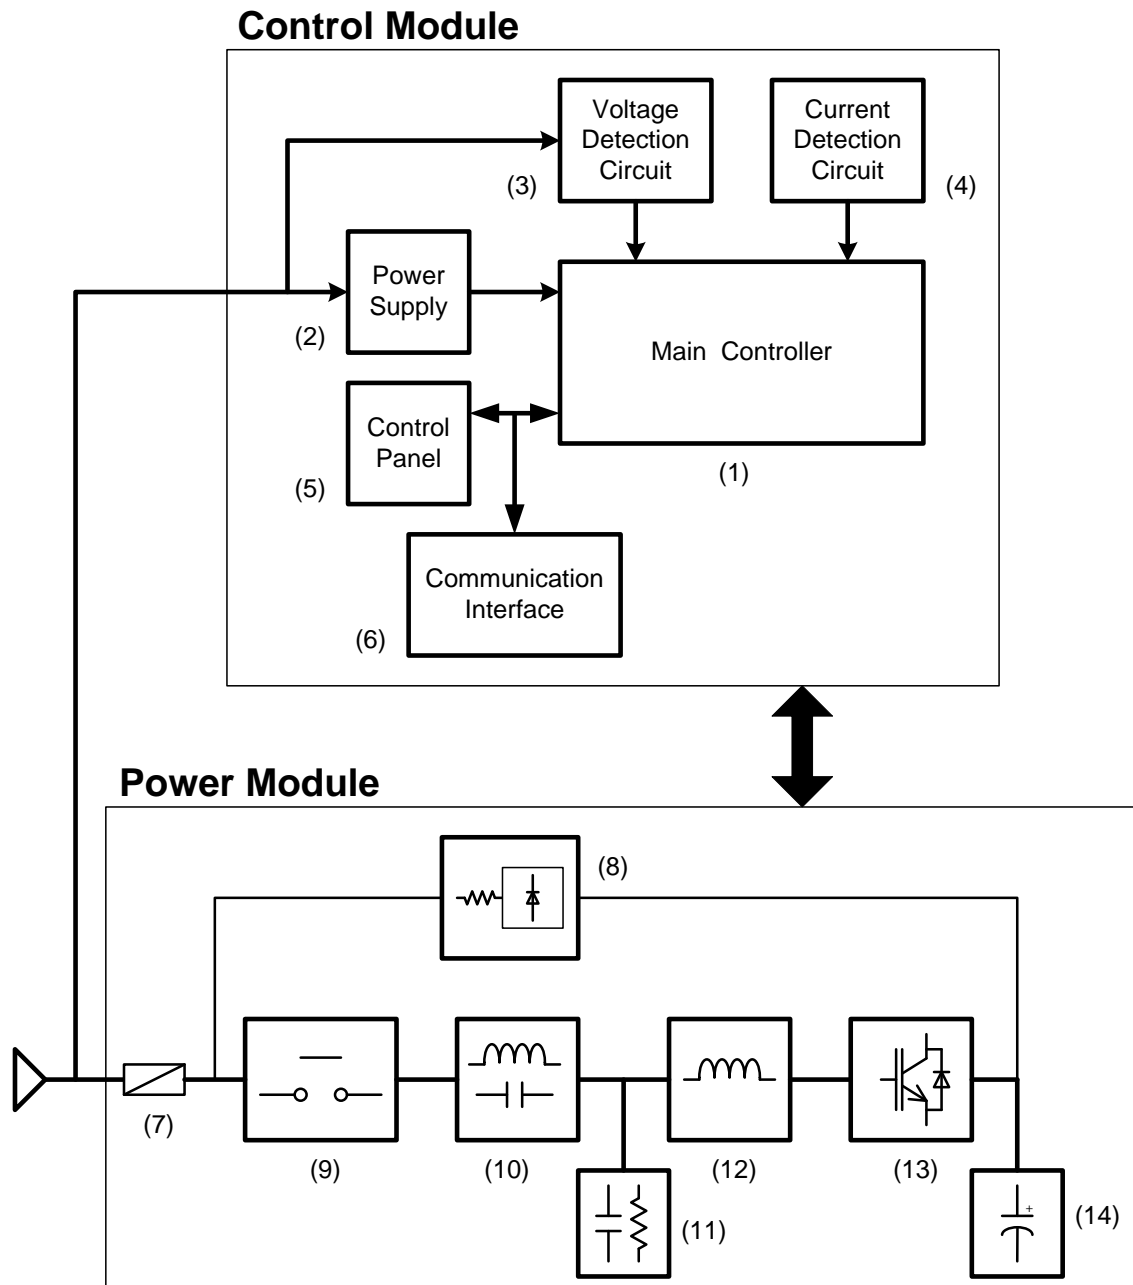 Control Module
Voltage
Detection
Circuit
(3)
Current
Detection
Circuit
(4)
Power
Supply
(2)
Main Controller
(1)
Control
Panel
(5)
Communication
Interface
(6)
Power Module
(8)
(7)
(9)
(10)
(12)
(13)
(11)
+
(14)